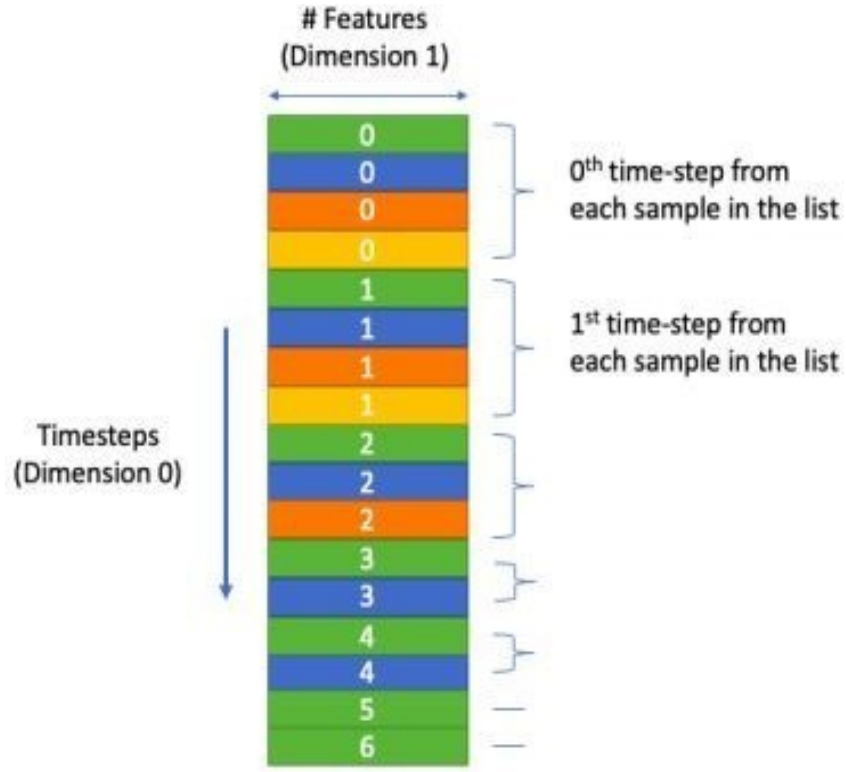 # Features
(Dimension 1)
0
0
0
0
1
1
1
1
2
2
2
3
3
4
4
5
6
0th time-step from
each sample in the list
1st time-step from
each sample in the list
Timesteps
(Dimension 0)